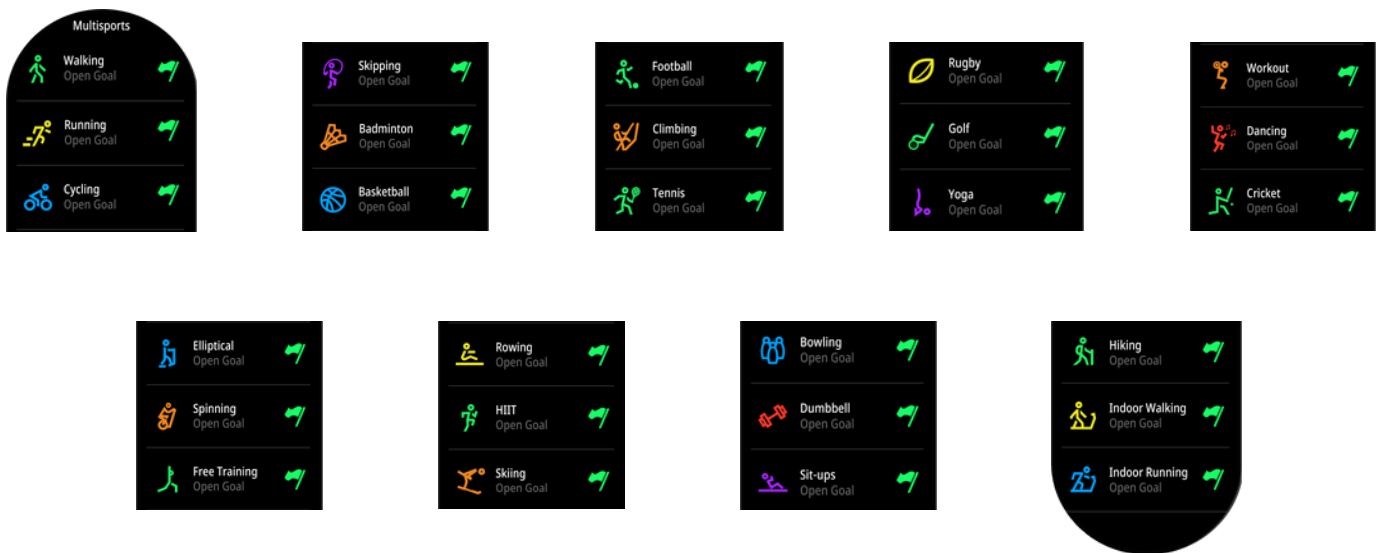 Multisports
Walking
Open Goal
Running
Open Goal
Cycling
Open Goal
Skipping
Open Goal
Badminton
Open Goal
Basketball
Open Goal
Football
Open Goal
Climbing
Open Goal
Tennis
Open Goal
Rugby
Open Goal
Golf
Open Goal
Yoga
Open Goal
Workout
Open Goal
Dancing
Open Goal
Cricket
Open Goal
Elliptical
Open Goal
Spinning
Open Goal
Free Training
Open Goal
Rowing
Open Goal
HIIT
Open Goal
Skiing
Open Goal
Bowling
Open Goal
Dumbbell
Open Goal
Sit-ups
Open Goal
Hiking
Open Goal
Indoor Walking
Open Goal
Indoor Running
Open Goal